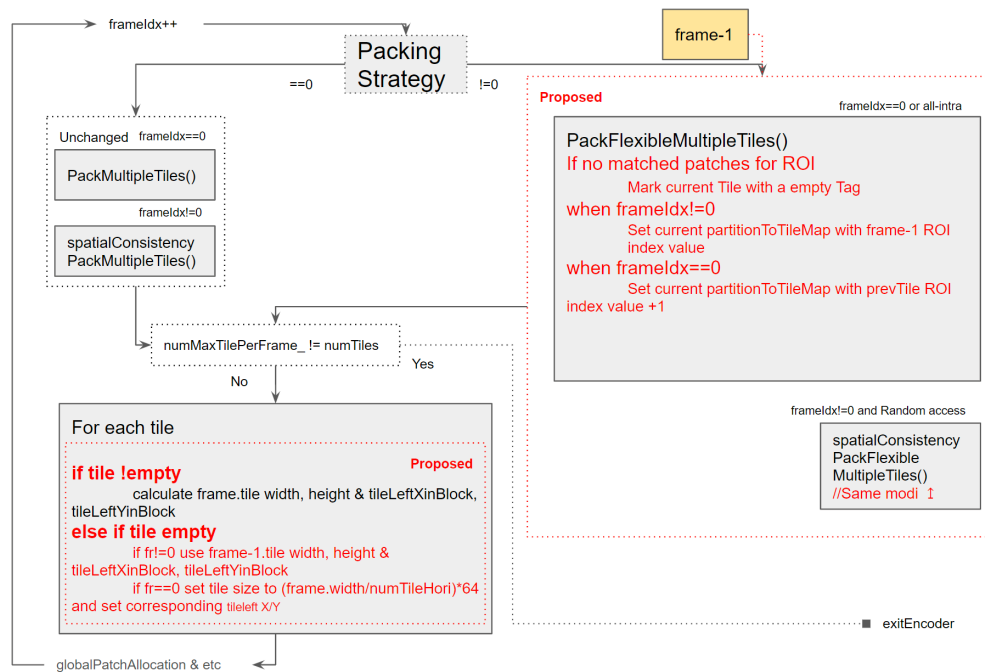 frameIdx++
frame-1
Packing
Strategy
==0
!=0
Proposed
frameIdx==0 or all-intra
Unchanged frameIdx==0
PackMultipleTiles()
frameIdx!=0
spatialConsistency
PackMultipleTiles()
PackFlexibleMultipleTiles()
If no matched patches for ROI
Mark current Tile with a empty Tag
when frameIdx!=0
Set current partitionToTileMap with frame-1 ROI
index value
when frameIdx==0
Set current partitionToTileMap with prevTile ROI
index value +1
numMaxTilePerFrame_ != numTiles
Yes
No
frameIdx!=0 and Random access
spatialConsistency
PackFlexible
MultipleTiles()
//Same modi ↥
For each tile
Proposed
if tile !empty
calculate frame.tile width, height & tileLeftXinBlock,
tileLeftYinBlock
else if tile empty
if fr!=0 use frame-1.tile width, height &
tileLeftXinBlock, tileLeftYinBlock
if fr==0 set tile size to (frame.width/numTileHori)*64
and set corresponding tileleft X/Y
exitEncoder
globalPatchAllocation & etc